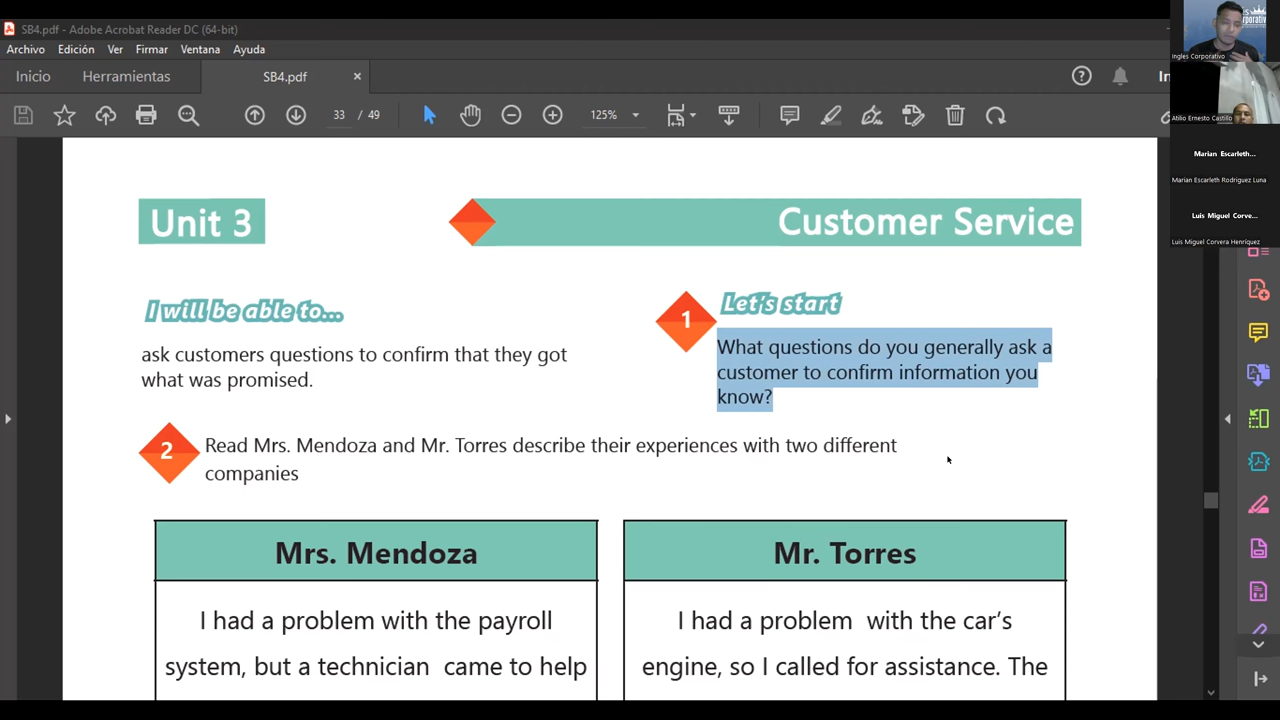 SB4.pdf - Adobe Acrobat Reader DC (64-bit)
Archivo Edición Ver Firmar Ventana Ayuda
Inicio Herramientas SB4.pdf ×
33 / 49 125%
Ingles Corporativo
Atilio Ernesto Castillo
Marian Escarleth...
Marian Escarleth Rodriguez Luna
Luis Miguel Corve...
Luis Miguel Corvera Henríquez
Unit 3
Customer Service
I will be able to...
ask customers questions to confirm that they got
what was promised.
1
Let's start
What questions do you generally ask a
customer to confirm information you
know?
2
Read Mrs. Mendoza and Mr. Torres describe their experiences with two different
companies
Mrs. Mendoza
I had a problem with the payroll
system, but a technician came to help
Mr. Torres
I had a problem with the car's
engine, so I called for assistance. The